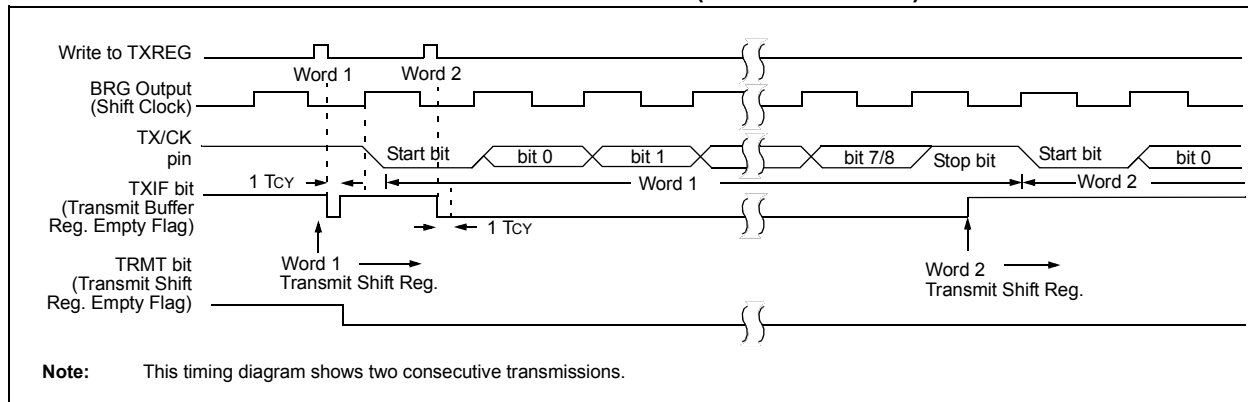 Write to TXREG
Word 1
Word 2
BRG Output
(Shift Clock)
TX/CK
pin
Start bit
bit 0
bit 1
bit 7/8
Stop bit
Start bit
bit 0
1 TCY
Word 1
Word 2
TXIF bit
(Transmit Buffer
Reg. Empty Flag)
1 TCY
Word 1
Transmit Shift Reg.
Word 2
Transmit Shift Reg.
TRMT bit
(Transmit Shift
Reg. Empty Flag)
Note: This timing diagram shows two consecutive transmissions.